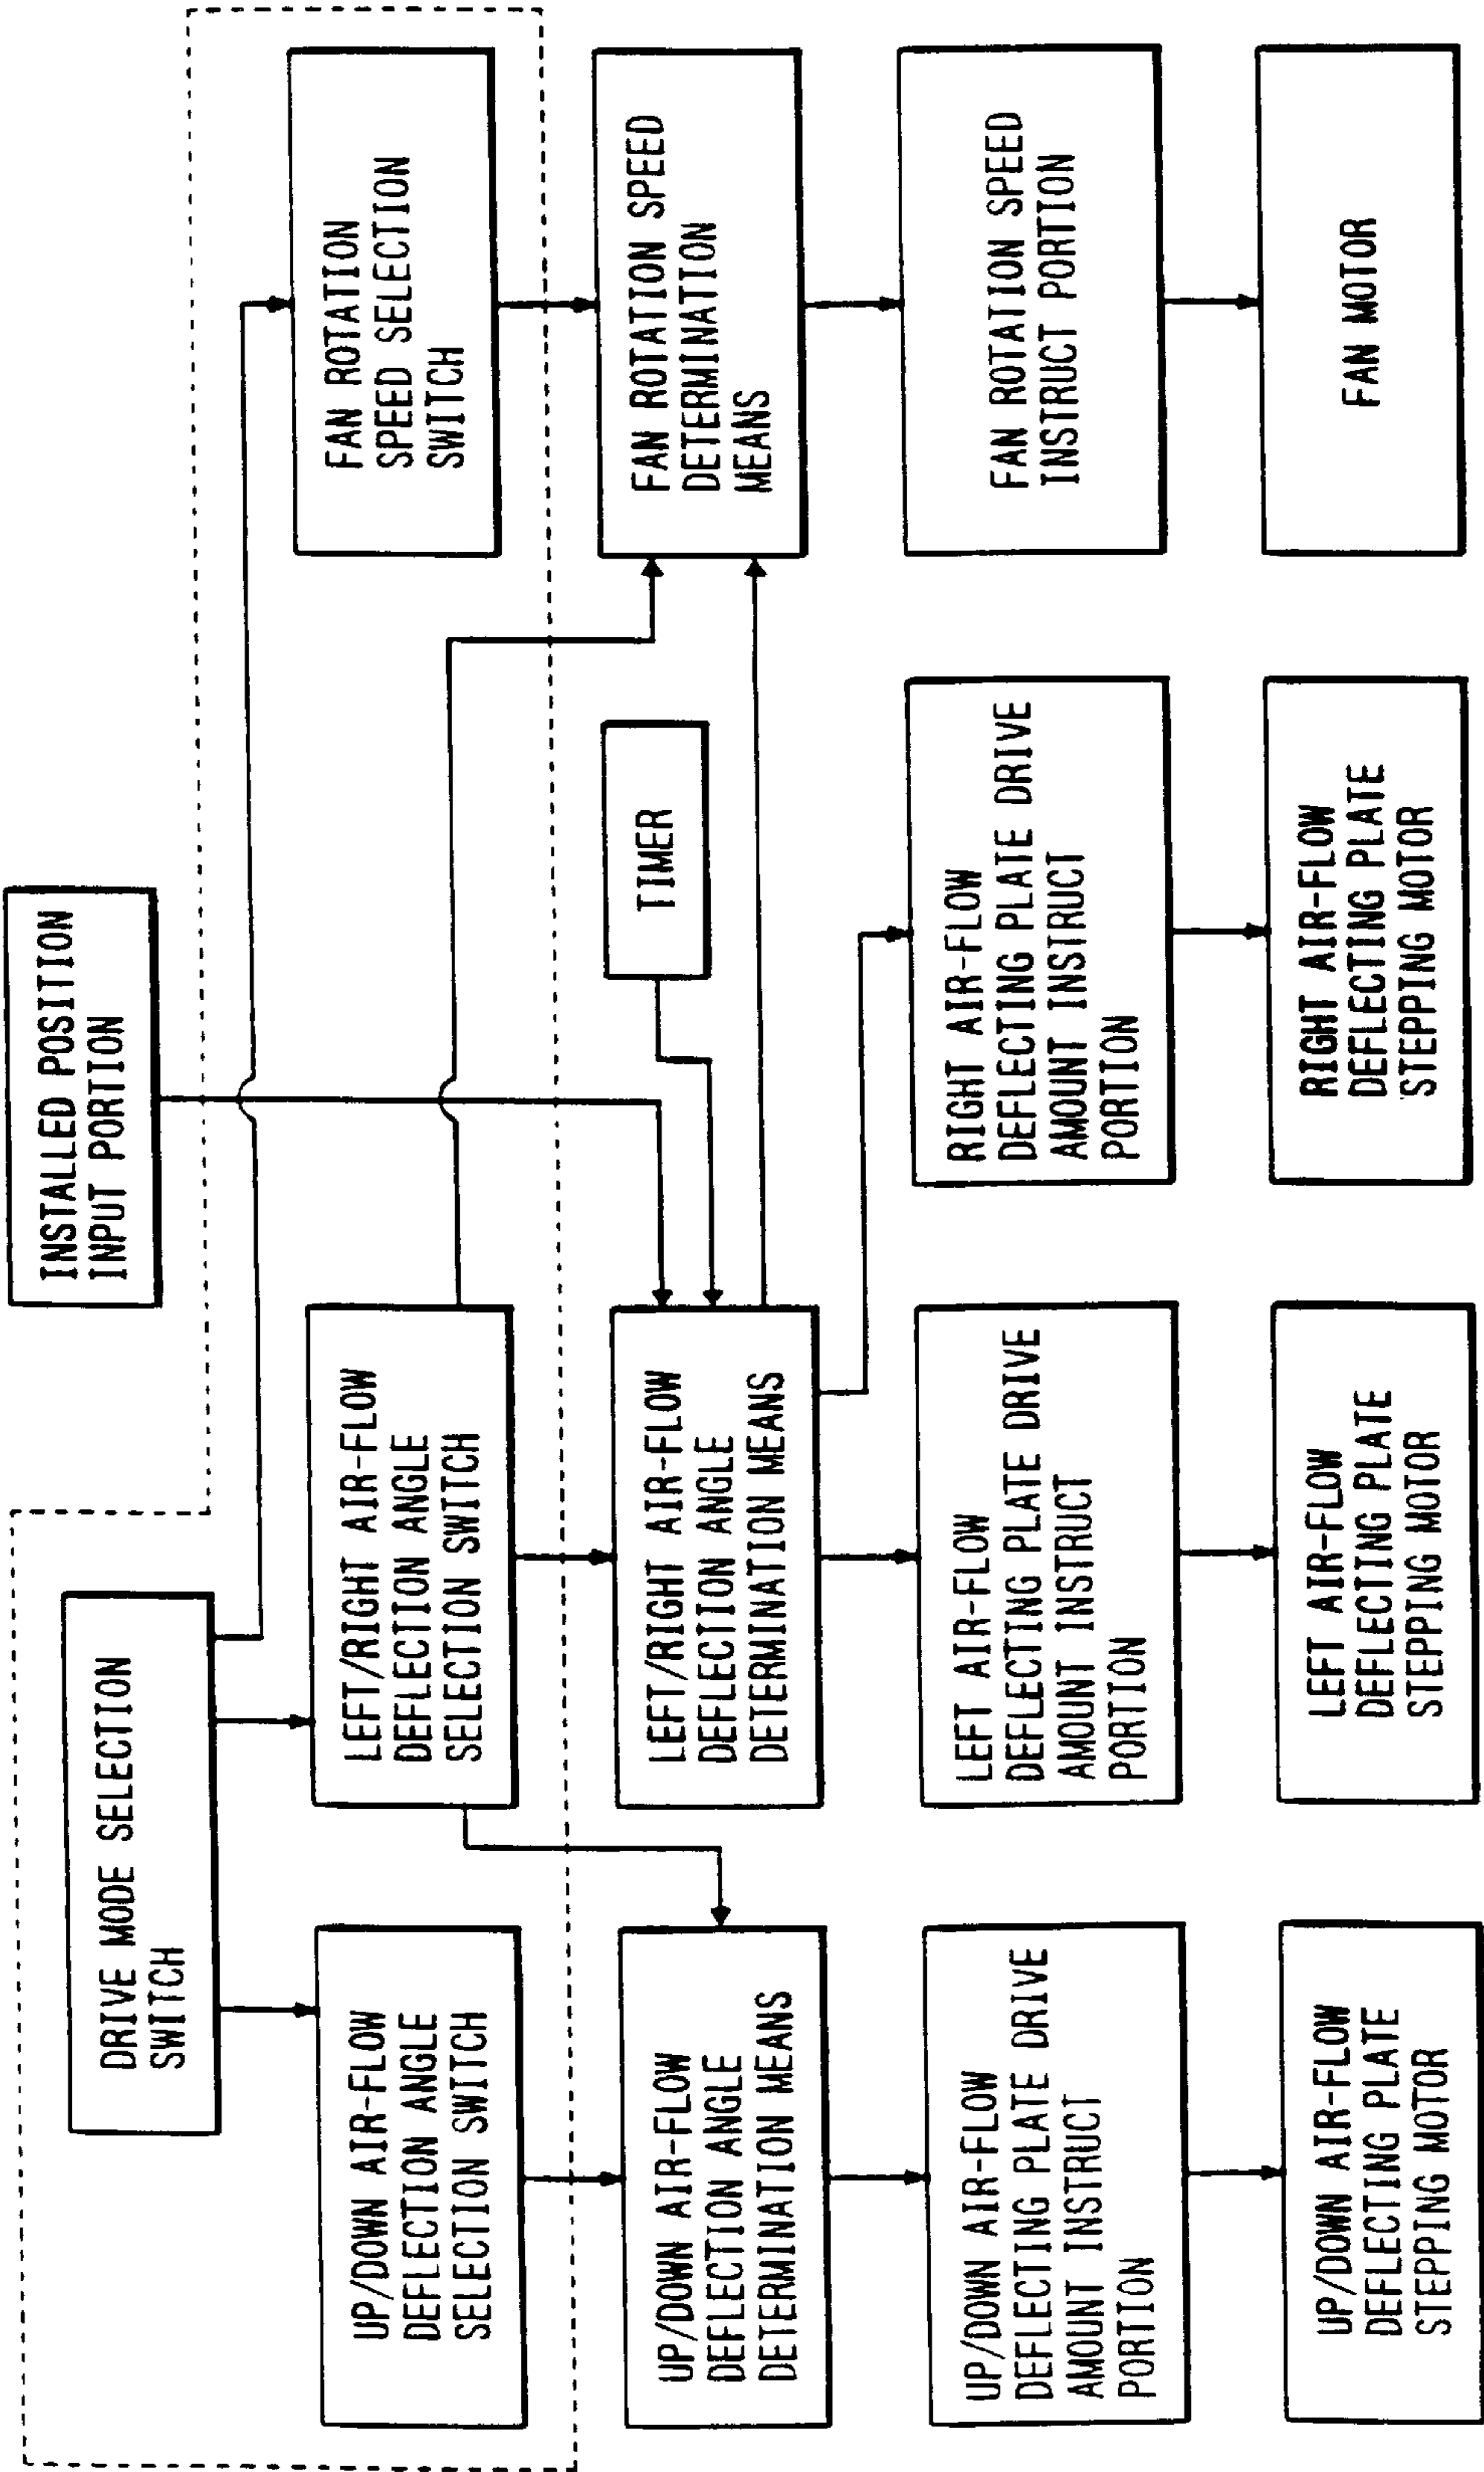 INSTALLED POSITION
INPUT PORTION
DRIVE MODE SELECTION
SWITCH
UP/DOWN AIR-FLOW
DEFLECTION ANGLE
SELECTION SWITCH
LEFT/RIGHT AIR-FLOW
DEFLECTION ANGLE
SELECTION SWITCH
FAN ROTATION
SPEED SELECTION
SWITCH
UP/DOWN AIR-FLOW
DEFLECTION ANGLE
DETERMINATION MEANS
LEFT/RIGHT AIR-FLOW
DEFLECTION ANGLE
DETERMINATION MEANS
TIMER
FAN ROTATION SPEED
DETERMINATION
MEANS
UP/DOWN AIR-FLOW
DEFLECTING PLATE DRIVE
AMOUNT INSTRUCT
PORTION
LEFT AIR-FLOW
DEFLECTING PLATE DRIVE
AMOUNT INSTRUCT
PORTION
RIGHT AIR-FLOW
DEFLECTING PLATE DRIVE
AMOUNT INSTRUCT
PORTION
FAN ROTATION SPEED
INSTRUCT PORTION
UP/DOWN AIR-FLOW
DEFLECTING PLATE
STEPPING MOTOR
LEFT AIR-FLOW
DEFLECTING PLATE
STEPPING MOTOR
RIGHT AIR-FLOW
DEFLECTING PLATE
STEPPING MOTOR
FAN MOTOR